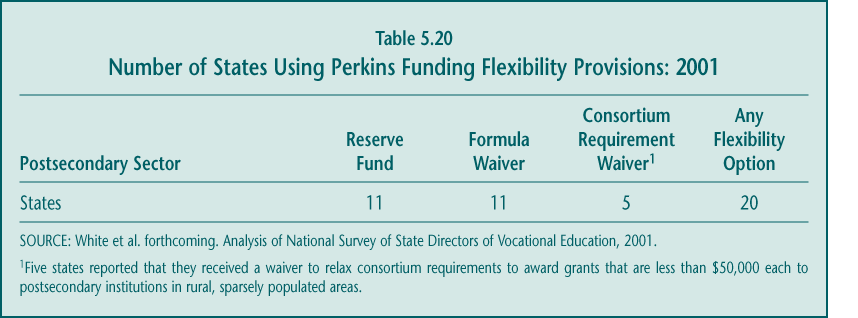 Table 5.20
Number of States Using Perkins Funding Flexibility Provisions: 2001
Consortium Any
Reserve Formula Requirement Flexibility
Postsecondary Sector Fund Waiver Waiver1 Option
States 11 11 5 20
SOURCE: White et al. forthcoming. Analysis of National Survey of State Directors of Vocational Education, 2001.
1Five states reported that they received a waiver to relax consortium requirements to award grants that are less than $50,000 each to
postsecondary institutions in rural, sparsely populated areas.